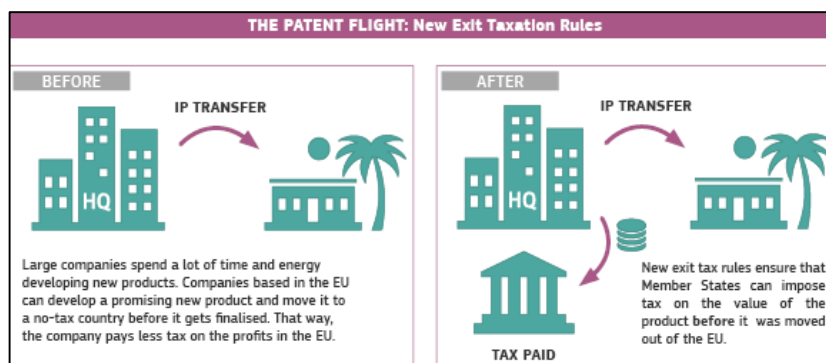 THE PATENT FLIGHT: New Exit Taxation Rules
BEFORE
IP TRANSFER
HQ
Large companies spend a lot of time and energy
developing new products. Companies based in the EU
can develop a promising new product and move it to
a no-tax country before it gets finalised. That way,
the company pays less tax on the profits in the EU.
AFTER
IP TRANSFER
HQ
TAX PAID
New exit tax rules ensure that
Member States can impose
tax on the value of the
product before it was moved
out of the EU.